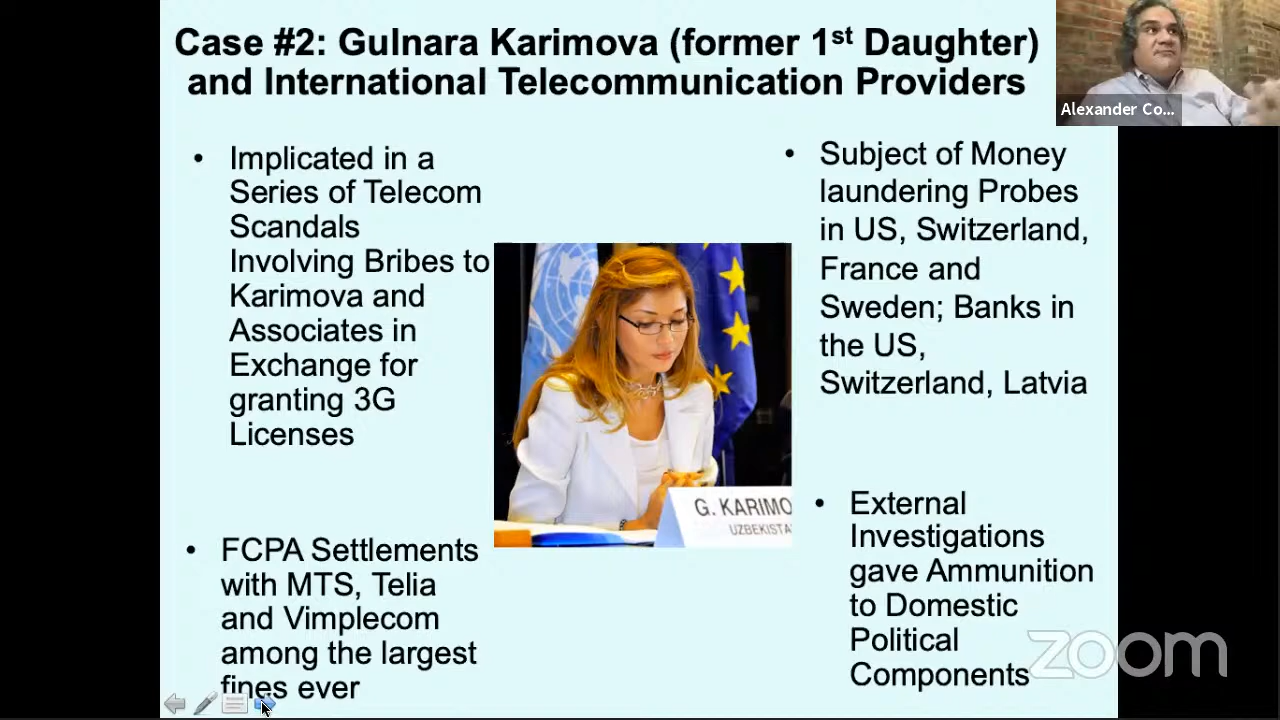 Case #2: Gulnara Karimova (former 1st Daughter)
and International Telecommunication Providers
Alexander Co...
• Implicated in a
Series of Telecom
Scandals
Involving Bribes to
Karimova and
Associates in
Exchange for
granting 3G
Licenses
• FCPA Settlements
with MTS, Telia
and Vimplecom
among the largest
fines ever
G. KARIMO
UZBEKISTA
• Subject of Money
laundering Probes
in US, Switzerland,
France and
Sweden; Banks in
the US,
Switzerland, Latvia
• External
Investigations
gave Ammunition
to Domestic
Political
Components
zoom